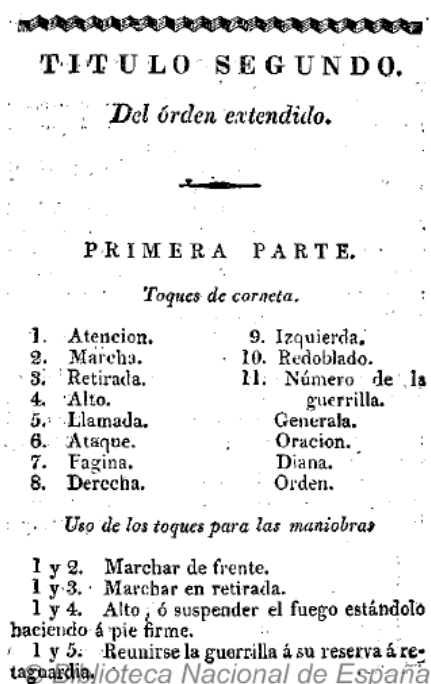 TITULO SEGUNDO.
Del órden extendido.
PRIMERA PARTE.
Toques de corneta.
1. Atencion.
2. Marcha.
3. Retirada.
4. Alto.
5. Llamada.
6. Ataque.
7. Fagina.
8. Derecha.
9. Izquierda.
10. Redoblado.
11. Número de la
guerrilla.
Generala.
Oracion.
Diana.
Orden.
Uso de los toques para las maniobras
1 y 2. Marchar de frente.
1 y 3. Marchar en retirada.
1 y 4. Alto, ó suspender el fuego estándolo
haciendo á pie firme.
1 y 5. Reunirse la guerrilla á su reserva á re-
taguardia.
© Biblioteca Nacional de España